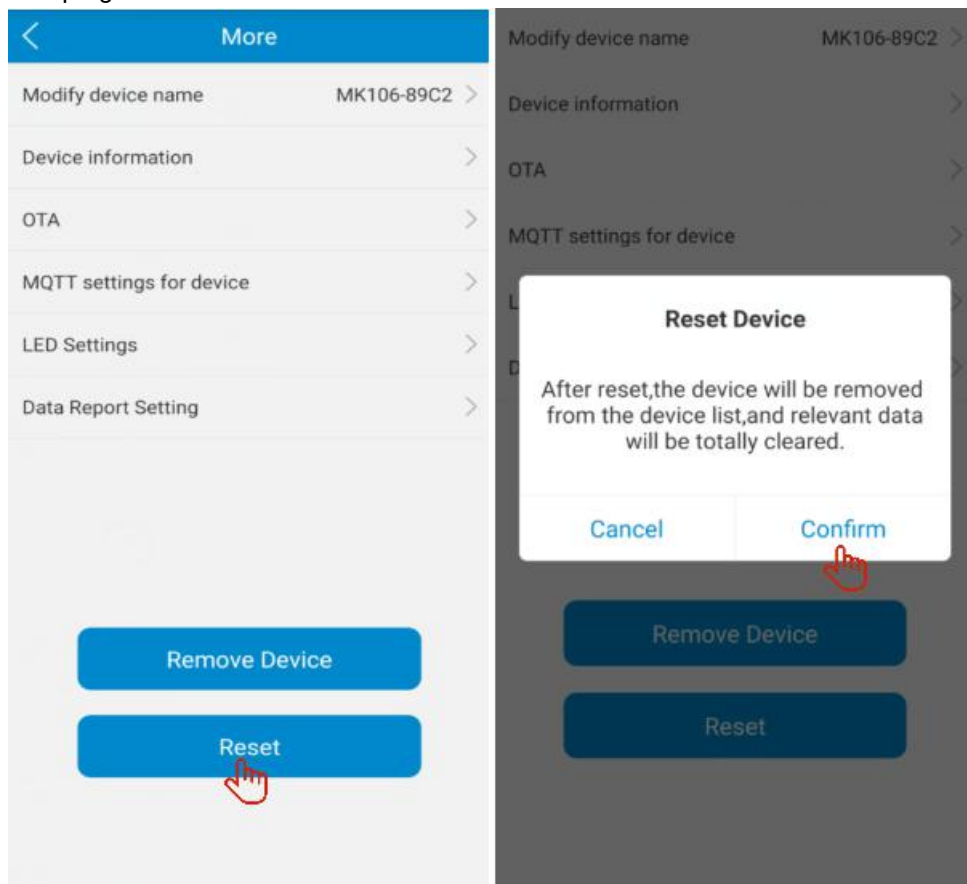 More
Modify device name MK106-89C2
Device information
OTA
MQTT settings for device
LED Settings
Data Report Setting
Remove Device
Reset
Modify device name MK106-89C2
Device information
OTA
MQTT settings for device
L
D
Reset Device
After reset,the device will be removed
from the device list,and relevant data
will be totally cleared.
Cancel Confirm
Remove Device
Reset